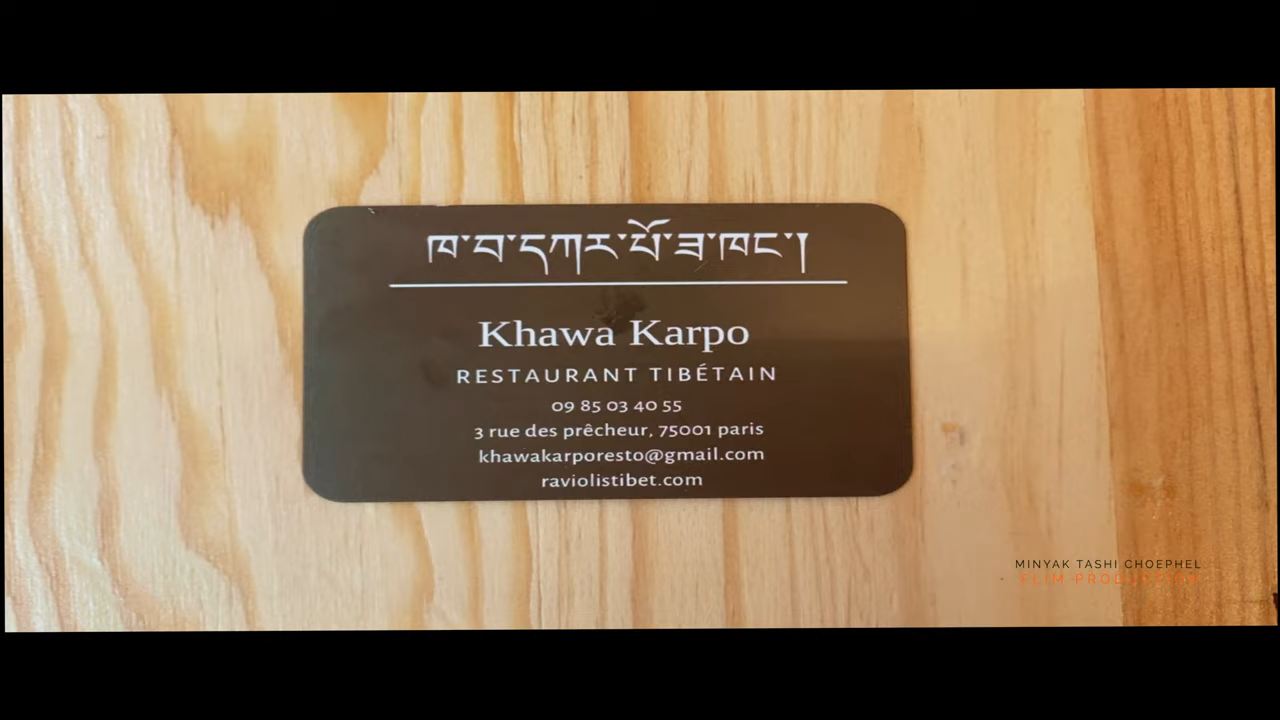 ཁ་བ་དཀར་པོ་ཟ་ཁང་།
Khawa Karpo
RESTAURANT TIBÉTAIN
09 85 03 40 55
3 rue des prêcheur, 75001 paris
khawakarporesto@gmail.com
raviolistibet.com
MINYAK TASHI CHOEPHEL
FLIM PRODUCTION